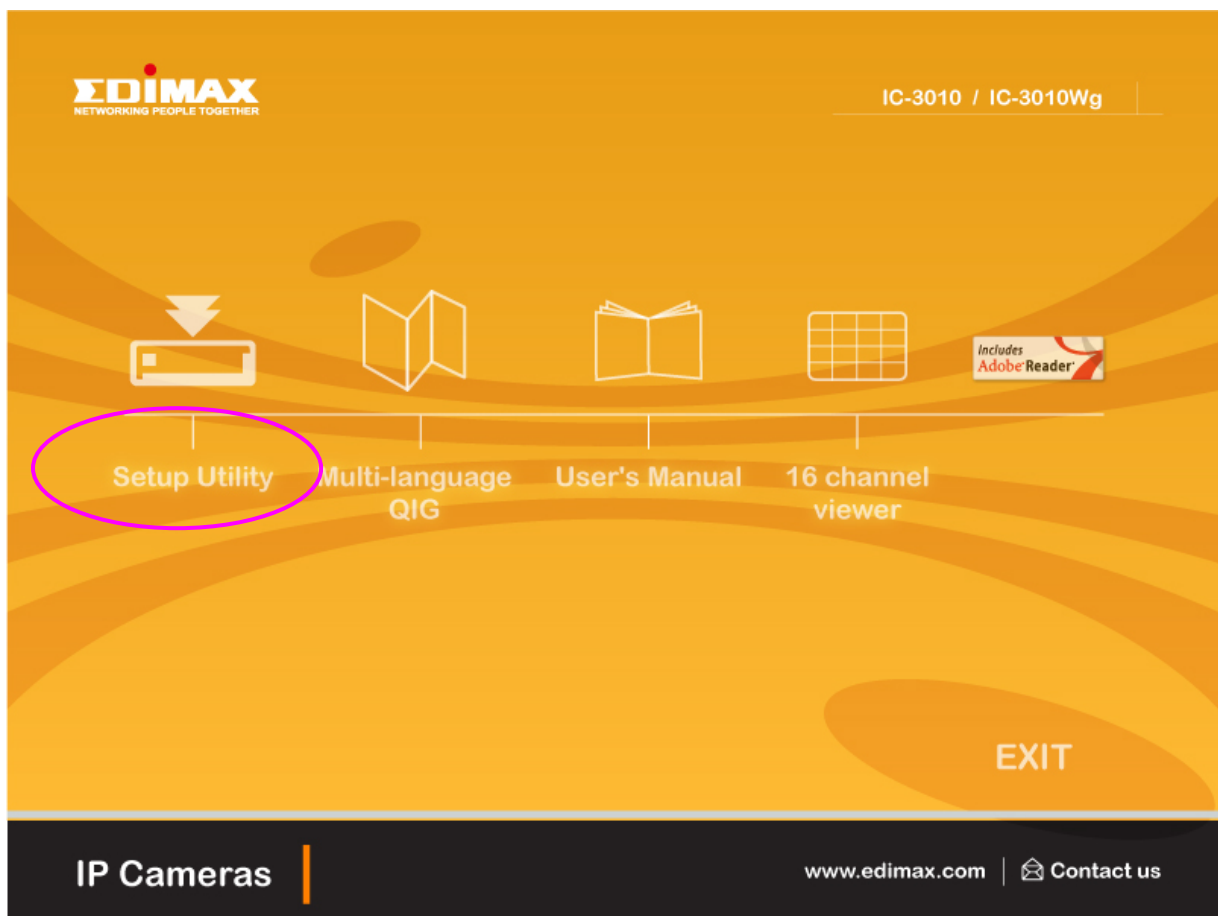 EDIMAX
NETWORKING PEOPLE TOGETHER
IC-3010 / IC-3010Wg
Includes
Adobe Reader
Setup Utility
Multi-language
QIG
User's Manual
16 channel
viewer
EXIT
IP Cameras
www.edimax.com
Contact us